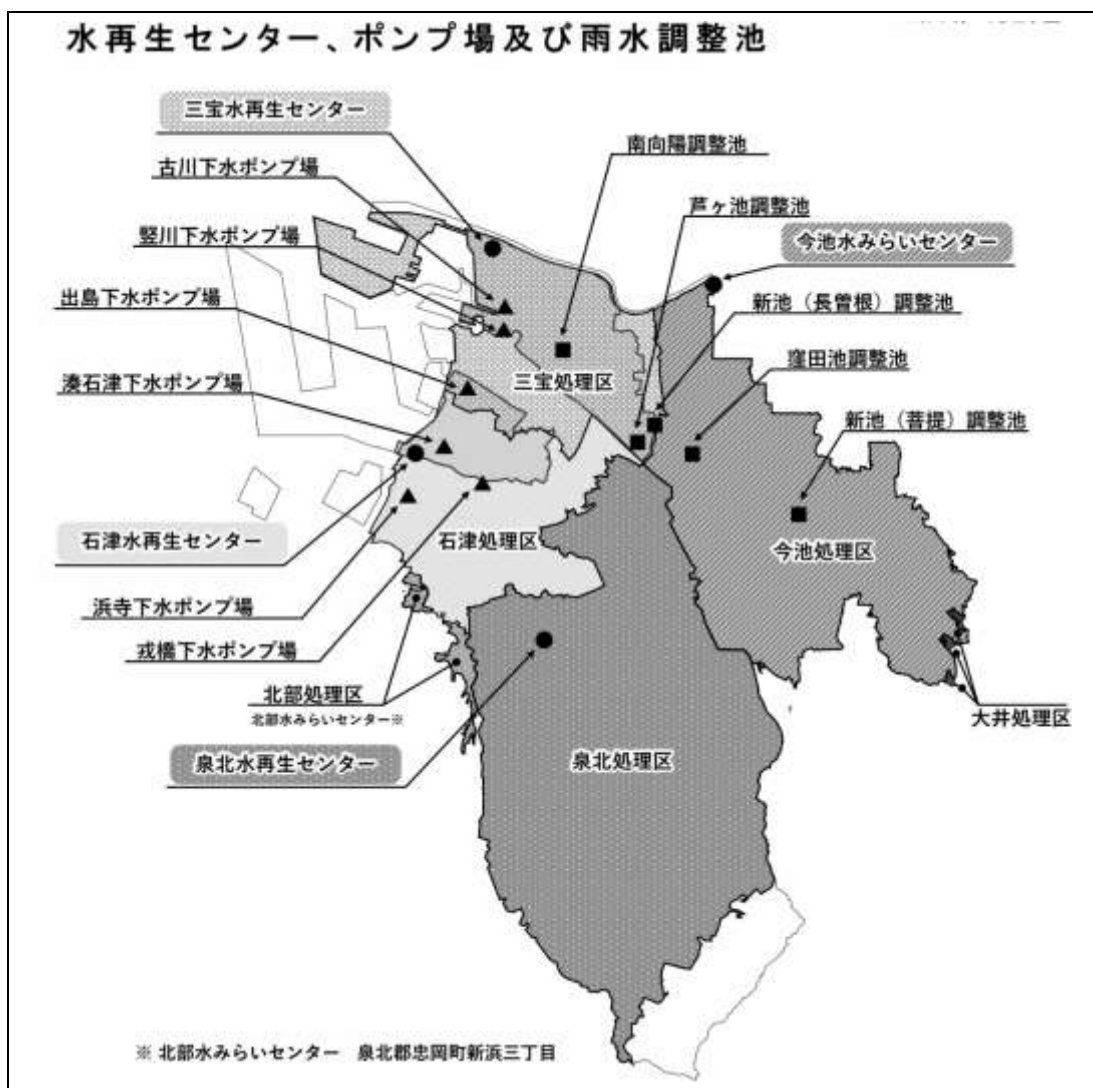 水再生センター、ポンプ場及び雨水調整池
三宝水再生センター
南向陽調整池
古川下水ポンプ場
芦ヶ池調整池
竪川下水ポンプ場
今池水みらいセンター
出島下水ポンプ場
新池（長曽根）調整池
湊石津下水ポンプ場
三宝処理区
窪田池調整池
新池（菩提）調整池
石津水再生センター
石津処理区
今池処理区
浜寺下水ポンプ場
戎橋下水ポンプ場
北部処理区
北部水みらいセンター※
大井処理区
泉北水再生センター
泉北処理区
※ 北部水みらいセンター　泉北郡忠岡町新浜三丁目